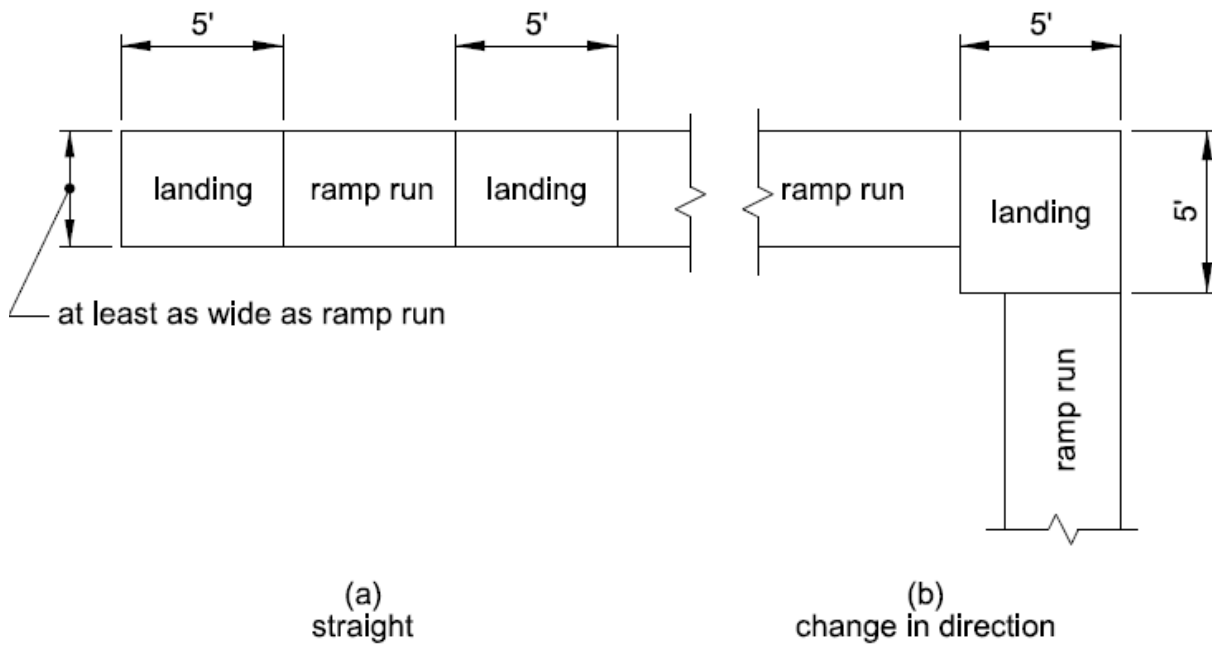 5'
5'
5'
landing
ramp run
landing
ramp run
landing
5'
at least as wide as ramp run
ramp run
(a)
straight
(b)
change in direction